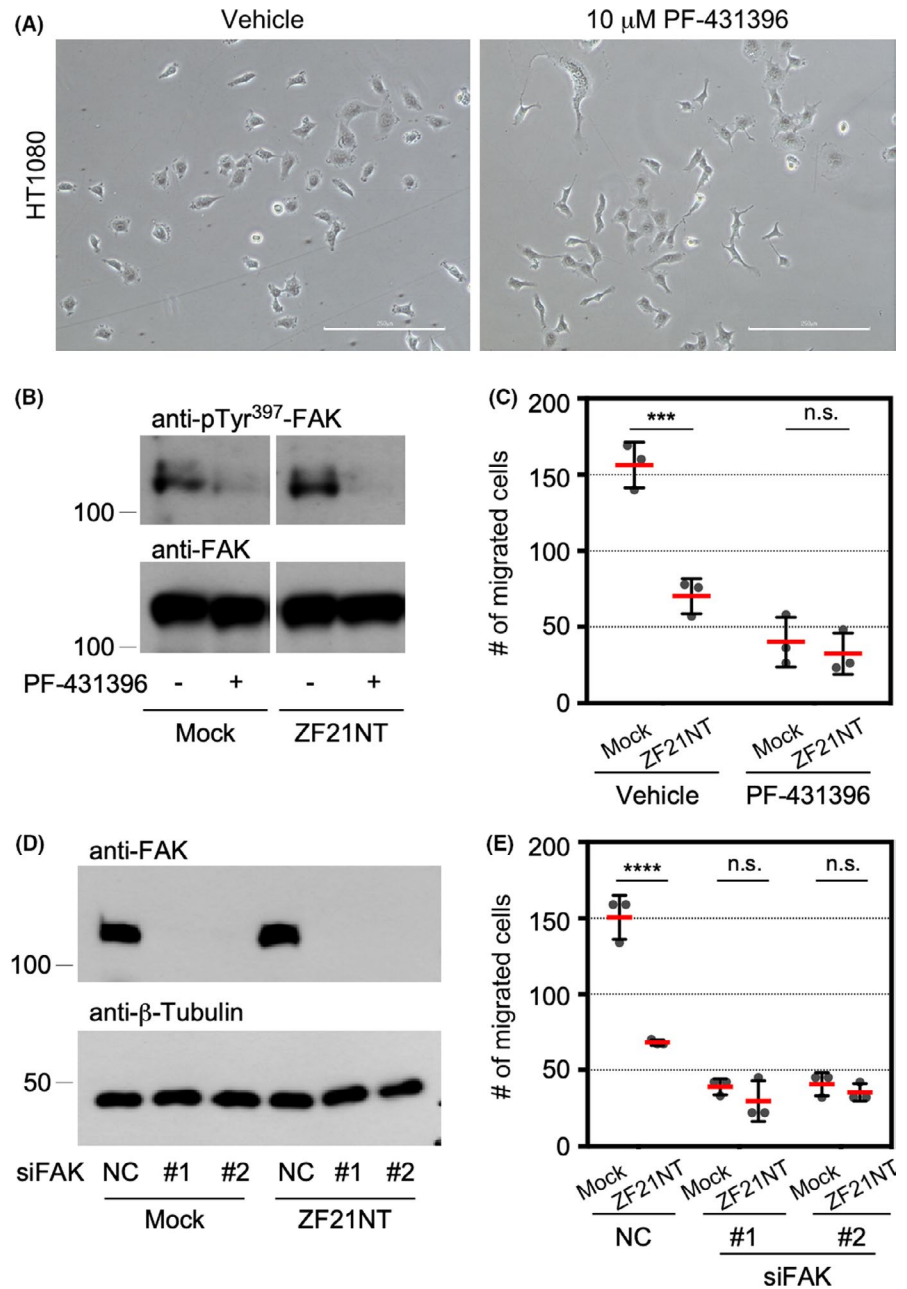 (A)
Vehicle
10 μM PF-431396
HT1080
250μm
250μm
(B)
anti-pTyr397-FAK
100
anti-FAK
100
PF-431396 - + - +
Mock ZF21NT
(C)
# of migrated cells
200
150
100
50
0
*** n.s.
Mock ZF21NT Mock ZF21NT
Vehicle PF-431396
(D)
anti-FAK
100
anti-β-Tubulin
50
siFAK NC #1 #2 NC #1 #2
Mock ZF21NT
(E)
# of migrated cells
200
150
100
50
0
**** n.s. n.s.
Mock ZF21NT Mock ZF21NT Mock ZF21NT
NC #1 #2
siFAK